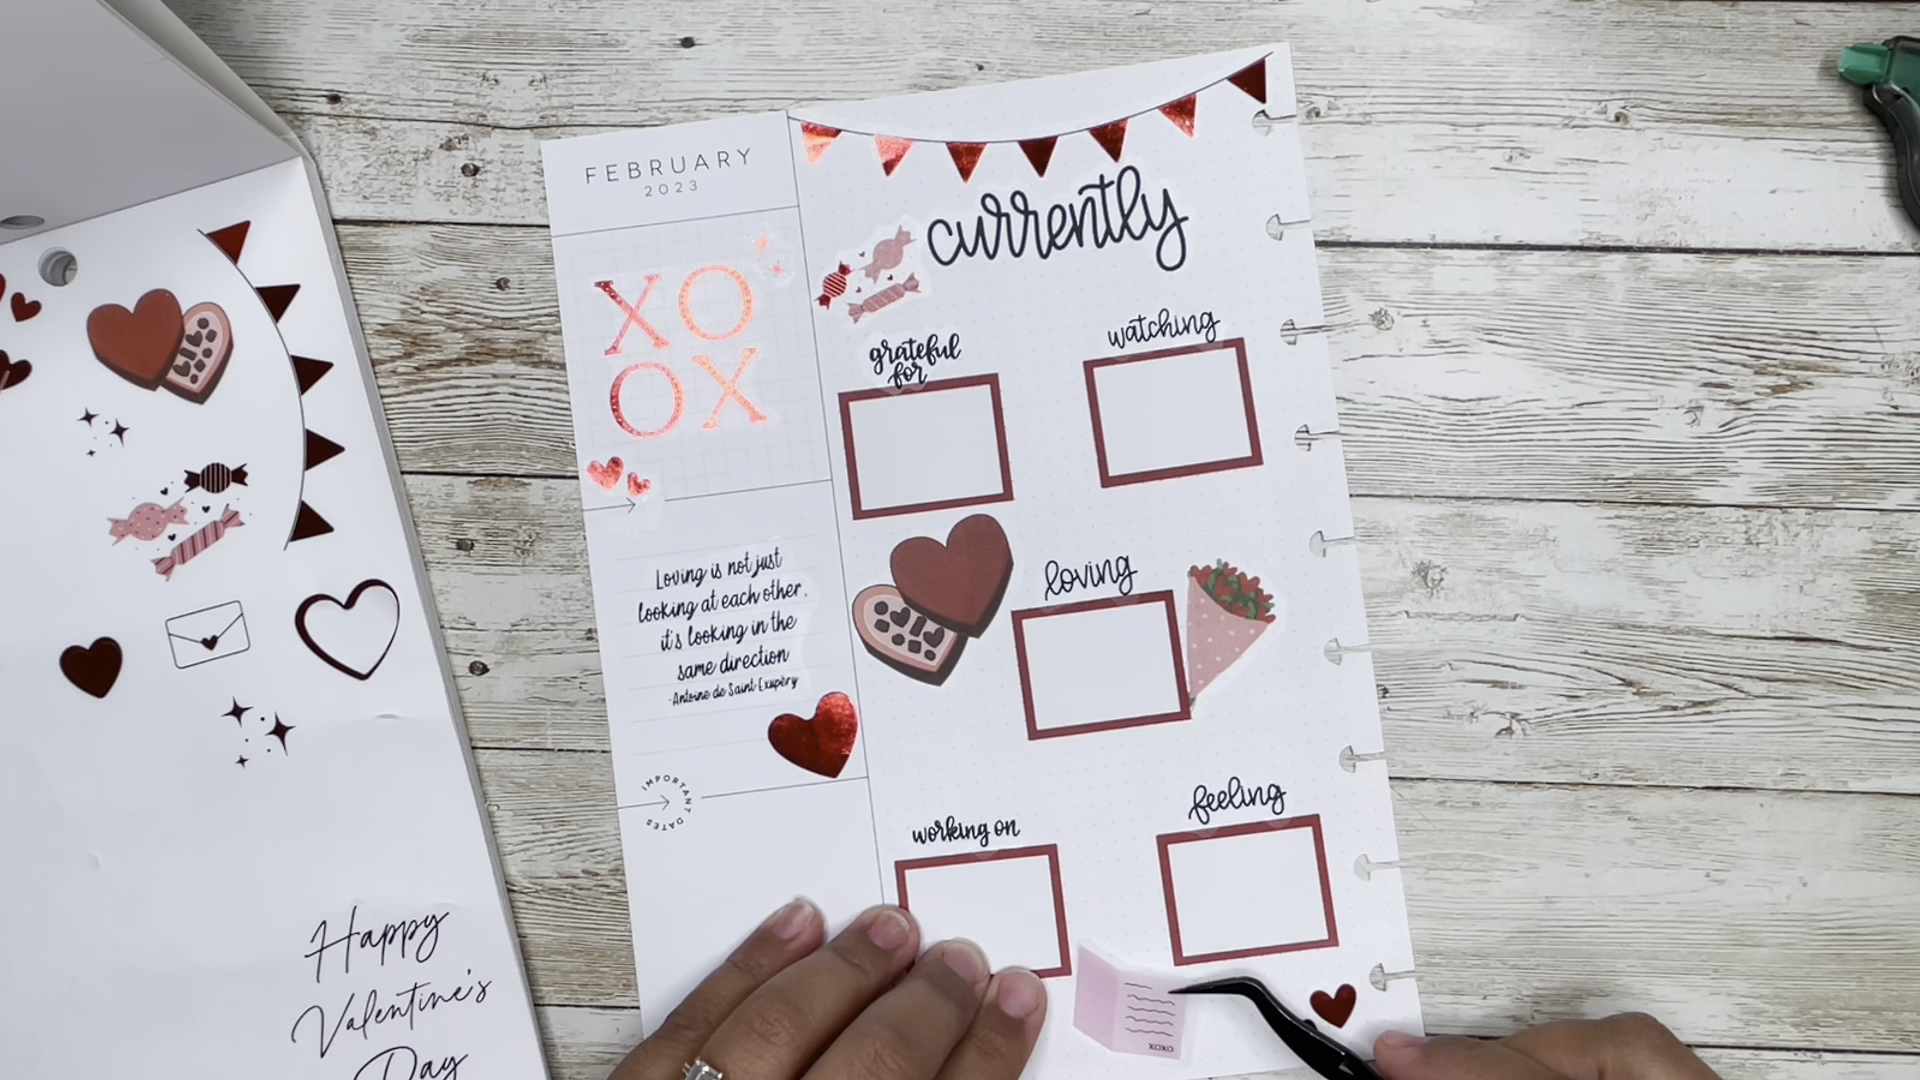 FEBRUARY
2023
XO
OX
Loving is not just
looking at each other,
it's looking in the
same direction
-Antoine de Saint-Exupéry
IMPORTANT DATES
currently
grateful
for
watching
loving
working on
feeling
XOXO
Happy
Valentine's
Day